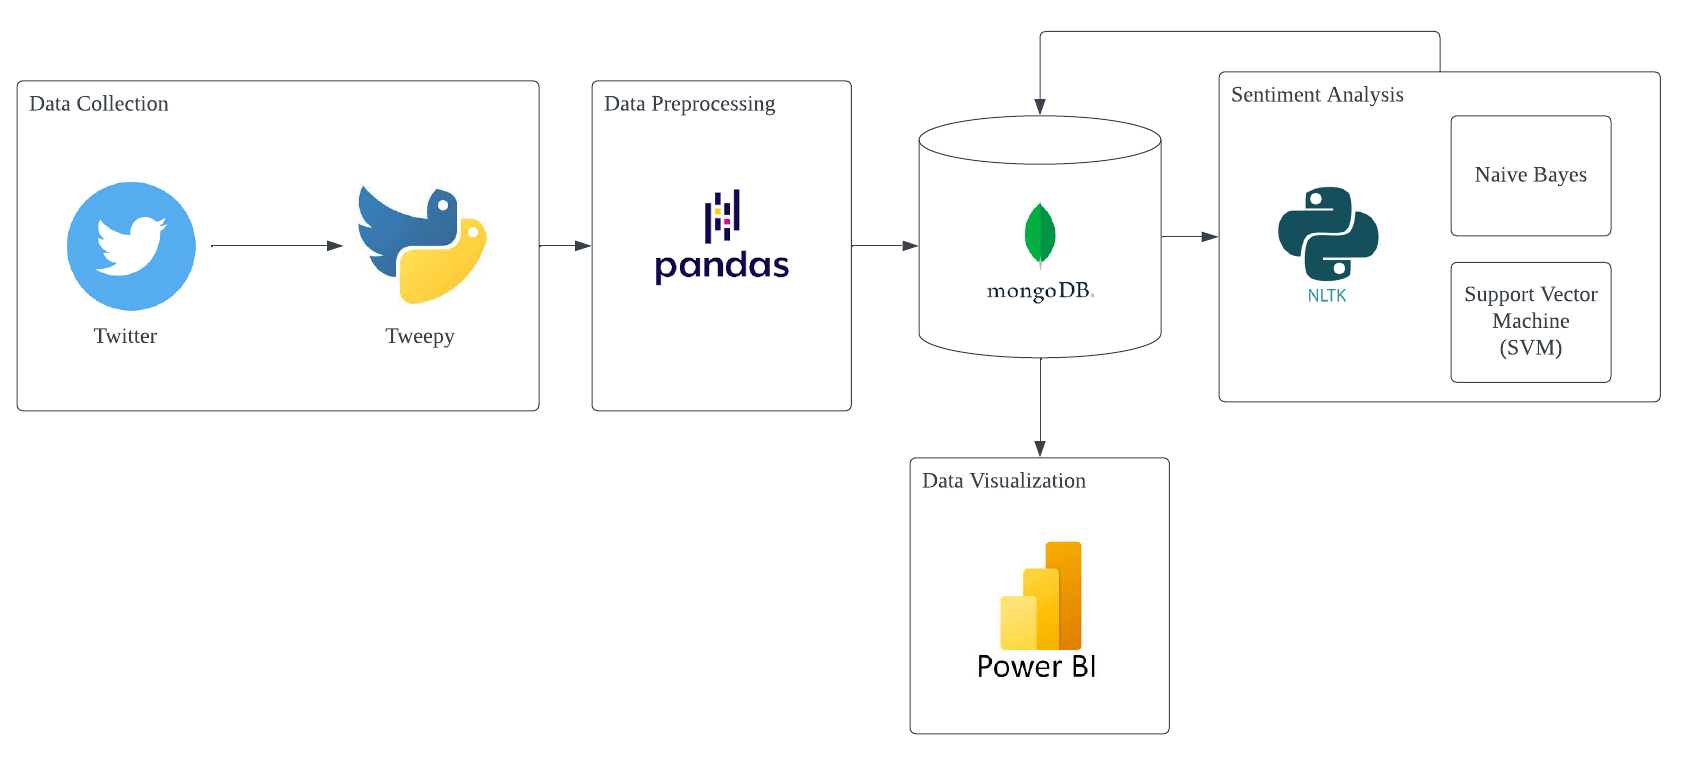 Data Collection
Twitter
Tweepy
Data Preprocessing
pandas
mongoDB.
Sentiment Analysis
NLTK
Naive Bayes
Support Vector
Machine
(SVM)
Data Visualization
Power BI